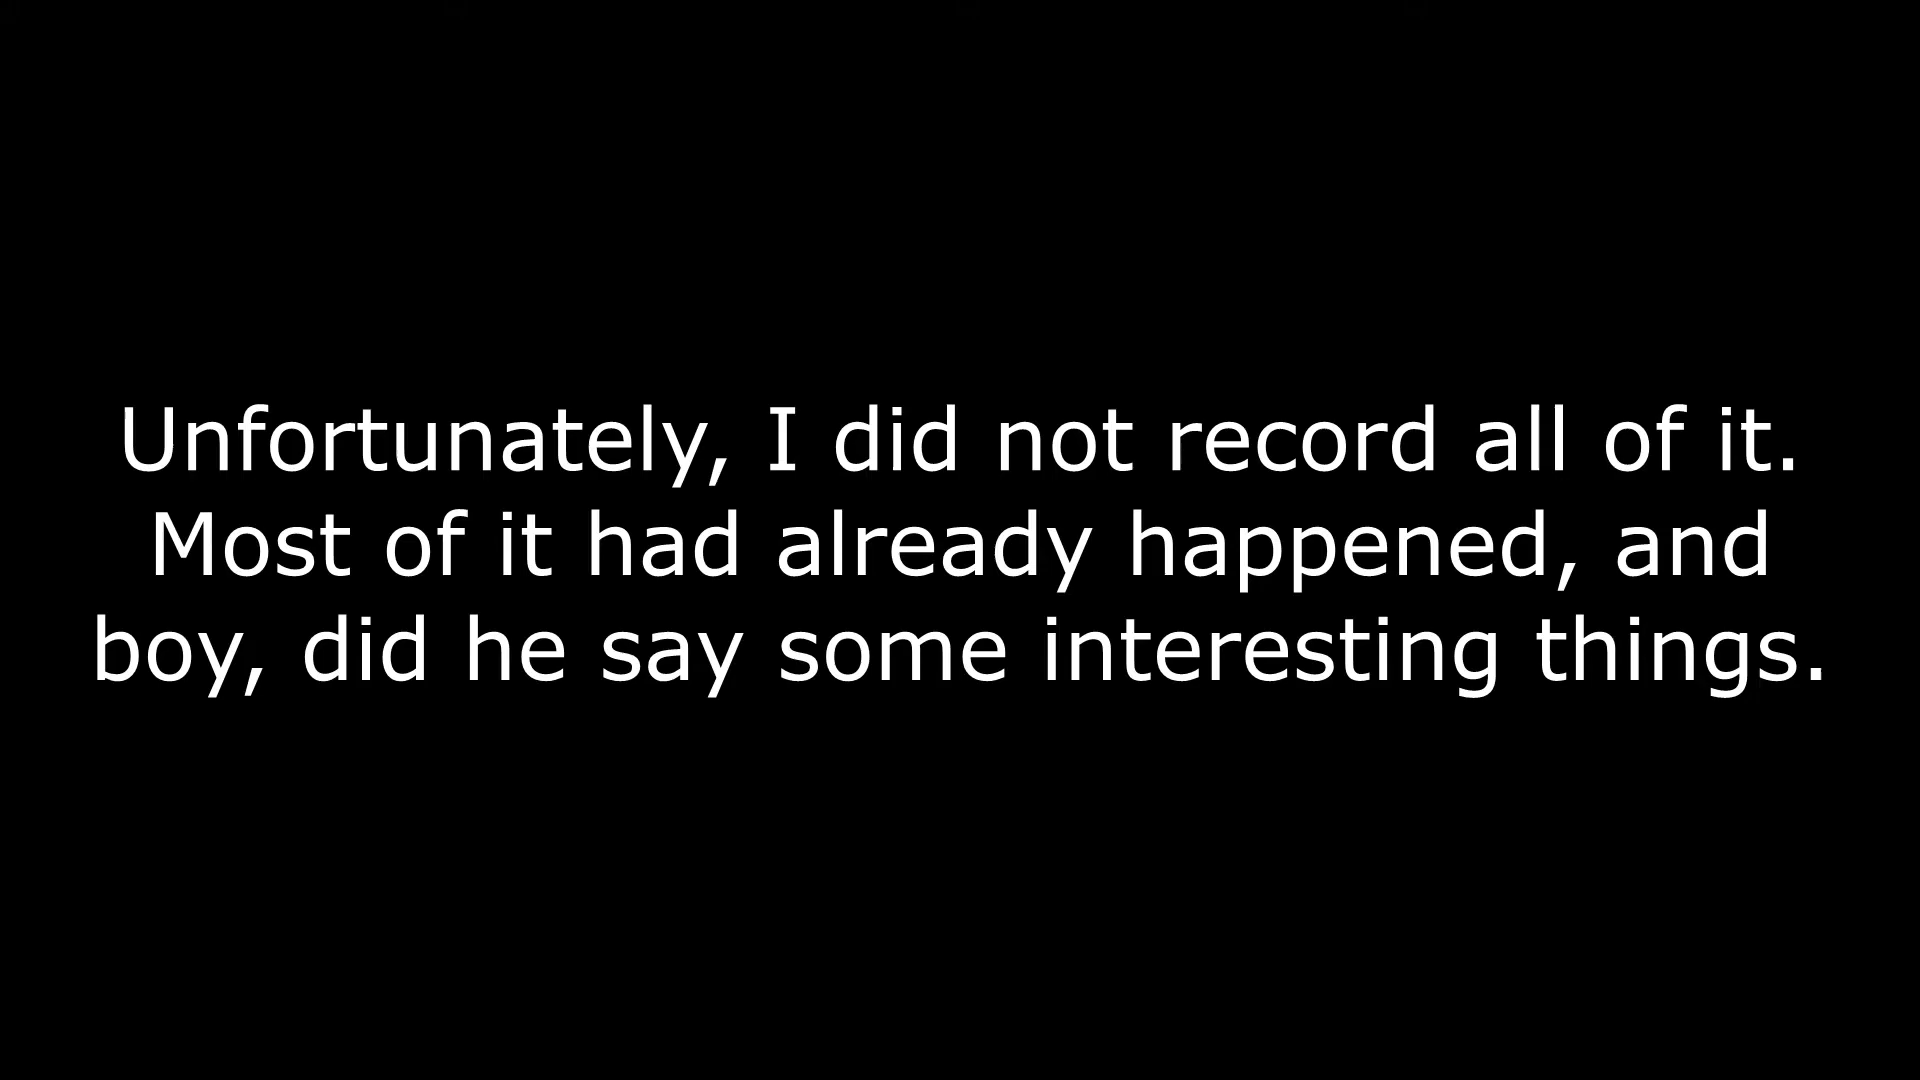 Unfortunately, I did not record all of it.
Most of it had already happened, and
boy, did he say some interesting things.